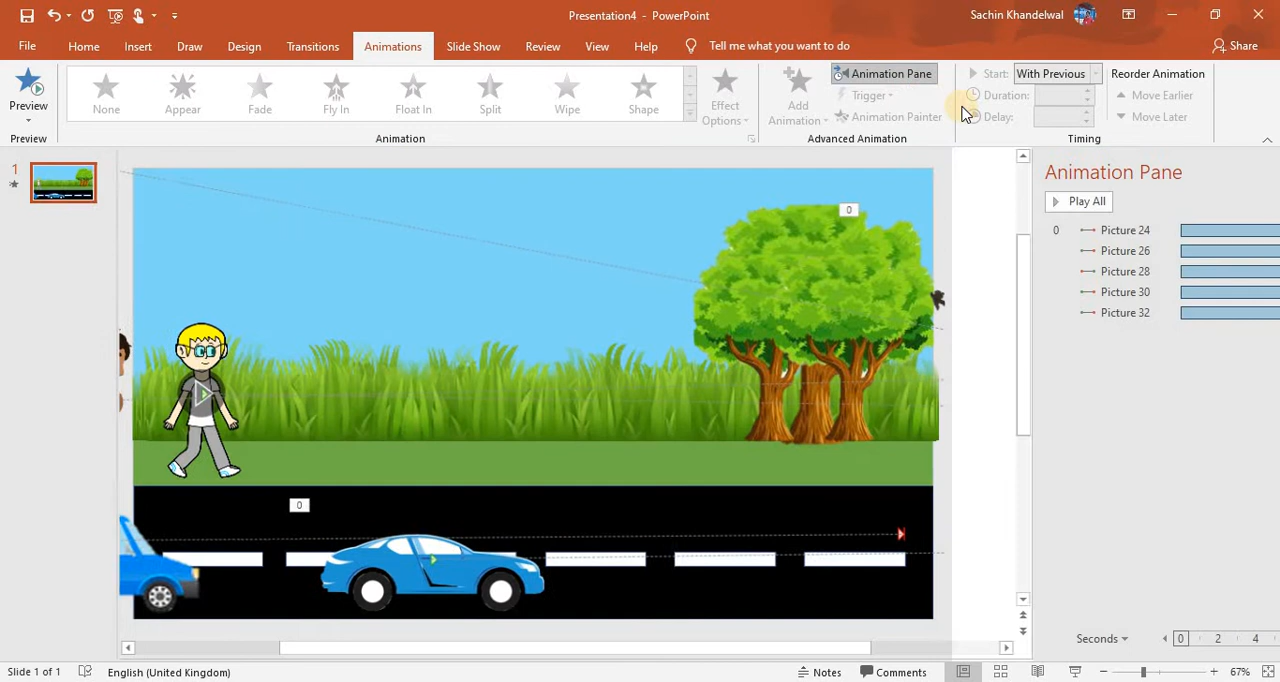 Presentation4 - PowerPoint
Sachin Khandelwal
File Home Insert Draw Design Transitions Animations Slide Show Review View Help Tell me what you want to do Share
Preview
Preview
None Appear Fade Fly In Float In Split Wipe Shape
Animation
Effect Options
Add Animation
Animation Pane
Trigger
Animation Painter
Advanced Animation
Start: With Previous
Duration:
Delay:
Timing
Reorder Animation
Move Earlier
Move Later
1
0
0
Animation Pane
Play All
0 Picture 24
Picture 26
Picture 28
Picture 30
Picture 32
Seconds 0 2 4
Slide 1 of 1 English (United Kingdom) Notes Comments 67%